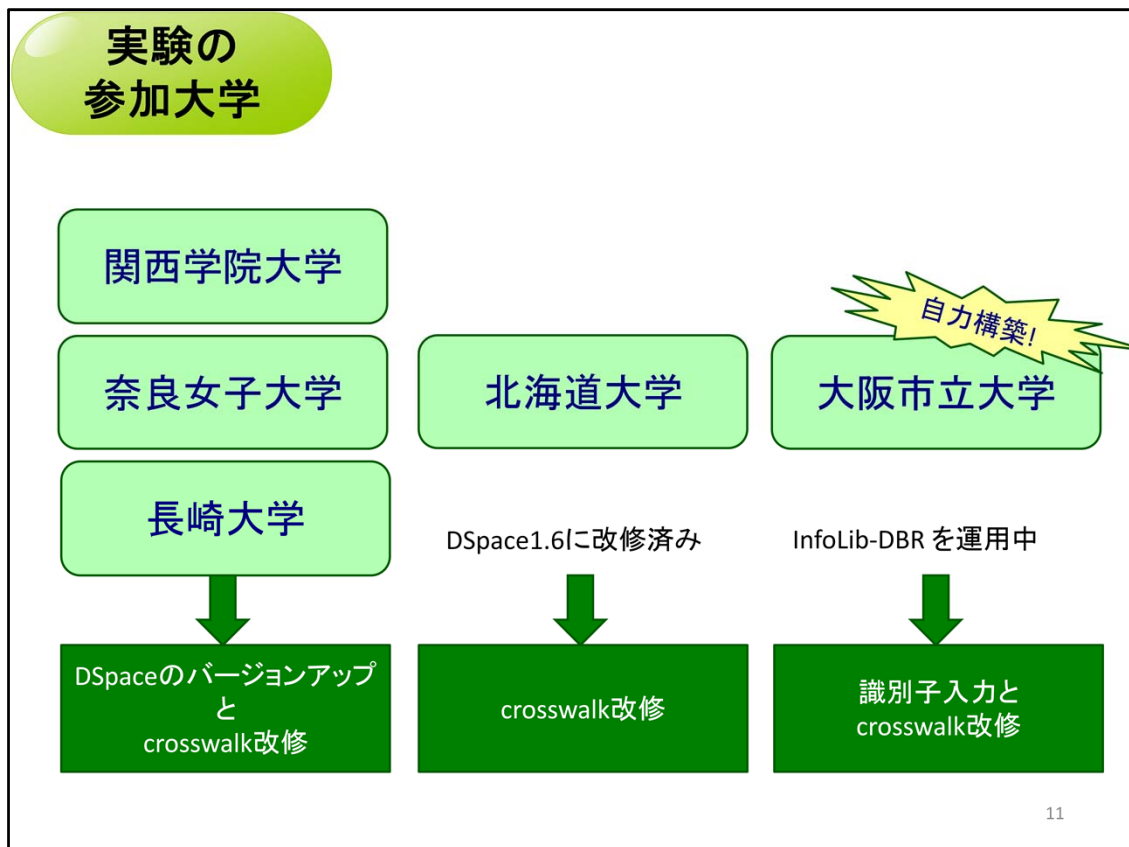 実験の
参加大学
関西学院大学
奈良女子大学
長崎大学
DSpaceのバージョンアップ
と
crosswalk改修
北海道大学
DSpace1.6に改修済み
crosswalk改修
自力構築!
大阪市立大学
InfoLib-DBR を運用中
識別子入力と
crosswalk改修
11